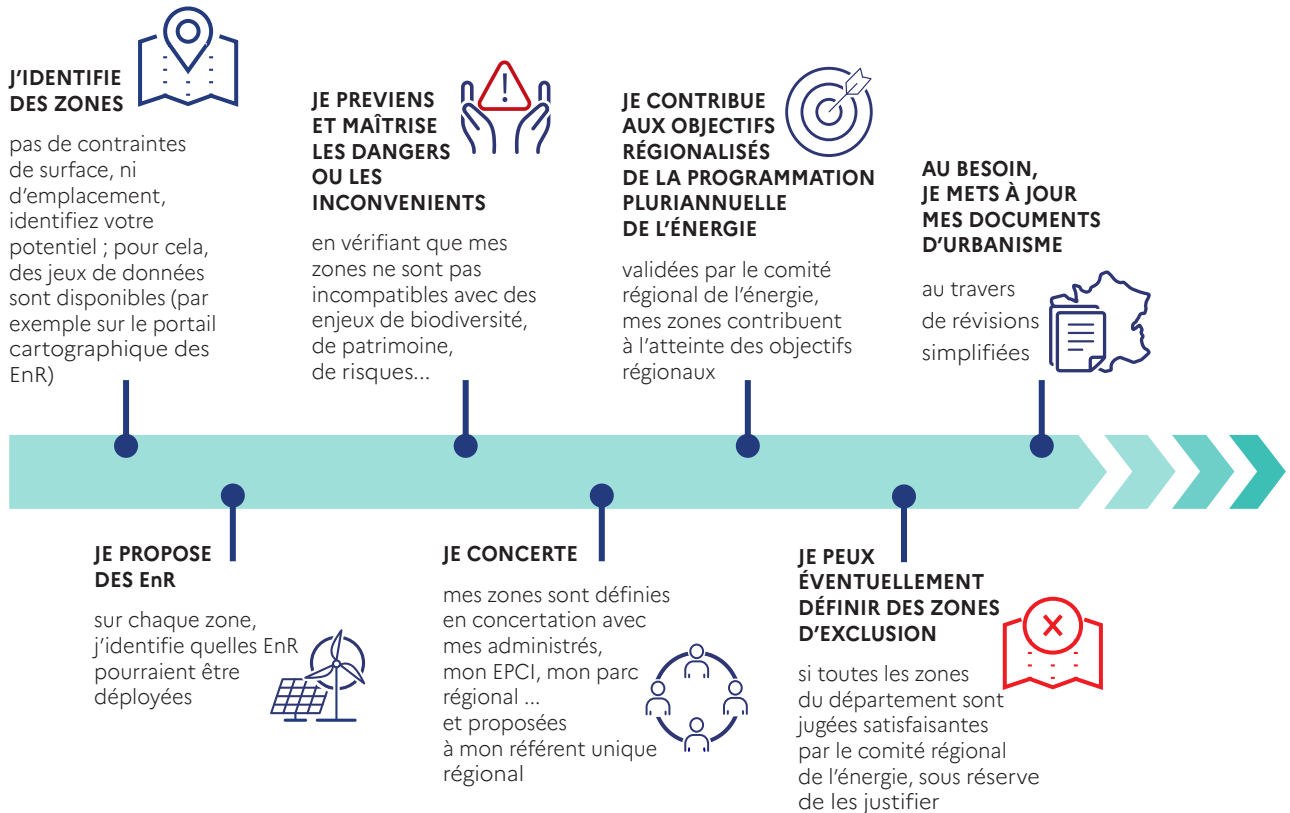 J'IDENTIFIE
DES ZONES
pas de contraintes
de surface, ni
d'emplacement,
identifiez votre
potentiel ; pour cela,
des jeux de données
sont disponibles (par
exemple sur le portail
cartographique des
EnR)
JE PROPOSE
DES EnR
sur chaque zone,
j'identifie quelles EnR
pourraient être
déployées
JE PREVIENS
ET MAÎTRISE
LES DANGERS
OU LES
INCONVENIENTS
en vérifiant que mes
zones ne sont pas
incompatibles avec des
enjeux de biodiversité,
de patrimoine,
de risques...
JE CONCERTE
mes zones sont définies
en concertation avec
mes administrés,
mon EPCI, mon parc
régional ...
et proposées
à mon référent unique
régional
JE CONTRIBUE
AUX OBJECTIFS
RÉGIONALISÉS
DE LA PROGRAMMATION
PLURIANNUELLE
DE L'ÉNERGIE
validées par le comité
régional de l'énergie,
mes zones contribuent
à l'atteinte des objectifs
régionaux
JE PEUX
ÉVENTUELLEMENT
DÉFINIR DES ZONES
D'EXCLUSION
si toutes les zones
du département sont
jugées satisfaisantes
par le comité régional
de l'énergie, sous réserve
de les justifier
AU BESOIN,
JE METS À JOUR
MES DOCUMENTS
D'URBANISME
au travers
de révisions
simplifiées